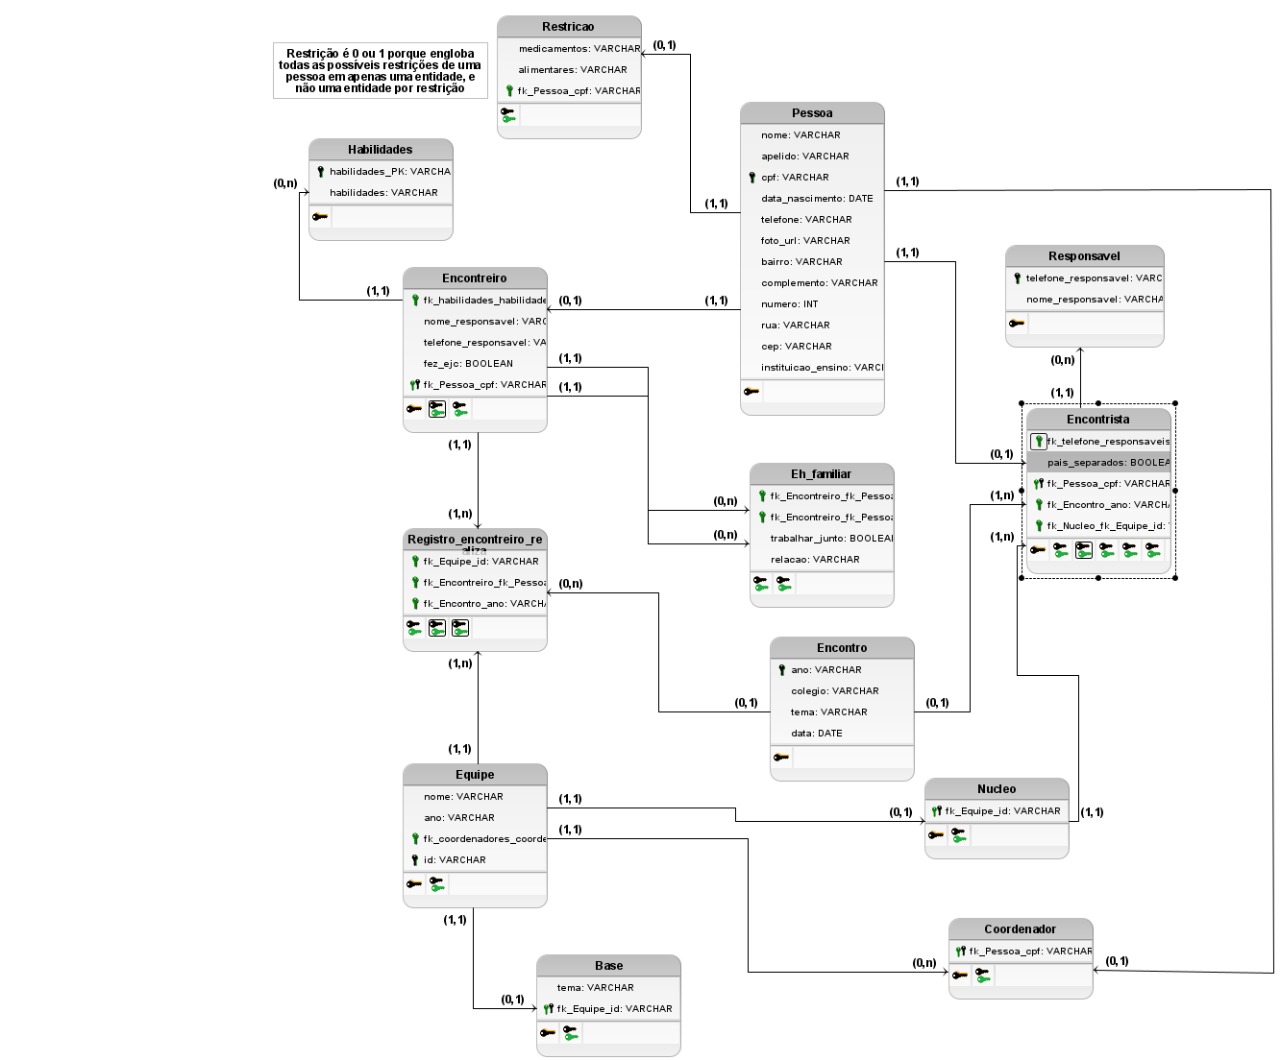 Restricao
medicamentos: VARCHAR
alimentares: VARCHAR
fk_Pessoa_cpf: VARCHAR
(0,1)
Restrição é 0 ou 1 porque engloba
todas as possíveis restrições de uma
pessoa em apenas uma entidade, e
não uma entidade por restrição
Pessoa
nome: VARCHAR
apelido: VARCHAR
cpf: VARCHAR
data_nascimento: DATE
telefone: VARCHAR
foto_url: VARCHAR
bairro: VARCHAR
complemento: VARCHAR
numero: INT
rua: VARCHAR
cep: VARCHAR
instituicao_ensino: VARCI
(1,1)
(1,1)
(1,1)
(1,1)
Habilidades
habilidades_PK: VARCHA
habilidades: VARCHAR
(0,n)
(1,1)
Encontreiro
fk_habilidades_habilidade
nome_responsavel: VARC
telefone_responsavel: VA
fez_ejc: BOOLEAN
fk_Pessoa_cpf: VARCHAR
(0,1)
(1,1)
(1,1)
(1,1)
Responsavel
telefone_responsavel: VARC
nome_responsavel: VARCHA
(0,n)
(1,1)
Encontrista
fk_telefone_responsaveis
pais_separados: BOOLEA
fk_Pessoa_cpf: VARCHAR
fk_Encontro_ano: VARCHA
fk_Nucleo_fk_Equipe_id:
(0,1)
(1,n)
(1,n)
Eh_familiar
fk_Encontreiro_fk_Pessoa
fk_Encontreiro_fk_Pessoa
trabalhar_junto: BOOLEAI
relacao: VARCHAR
(0,n)
(0,n)
(1,n)
Registro_encontreiro_re
aliza
fk_Equipe_id: VARCHAR
fk_Encontreiro_fk_Pessoa
fk_Encontro_ano: VARCHA
(0,n)
(1,n)
Encontro
ano: VARCHAR
colegio: VARCHAR
tema: VARCHAR
data: DATE
(0,1)
(0,1)
(1,1)
Equipe
nome: VARCHAR
ano: VARCHAR
fk_coordenadores_coorde
id: VARCHAR
(1,1)
(1,1)
(1,1)
Nucleo
fk_Equipe_id: VARCHAR
(0,1)
(1,1)
Coordenador
fk_Pessoa_cpf: VARCHAR
(0,n)
(0,1)
Base
tema: VARCHAR
fk_Equipe_id: VARCHAR
(0,1)